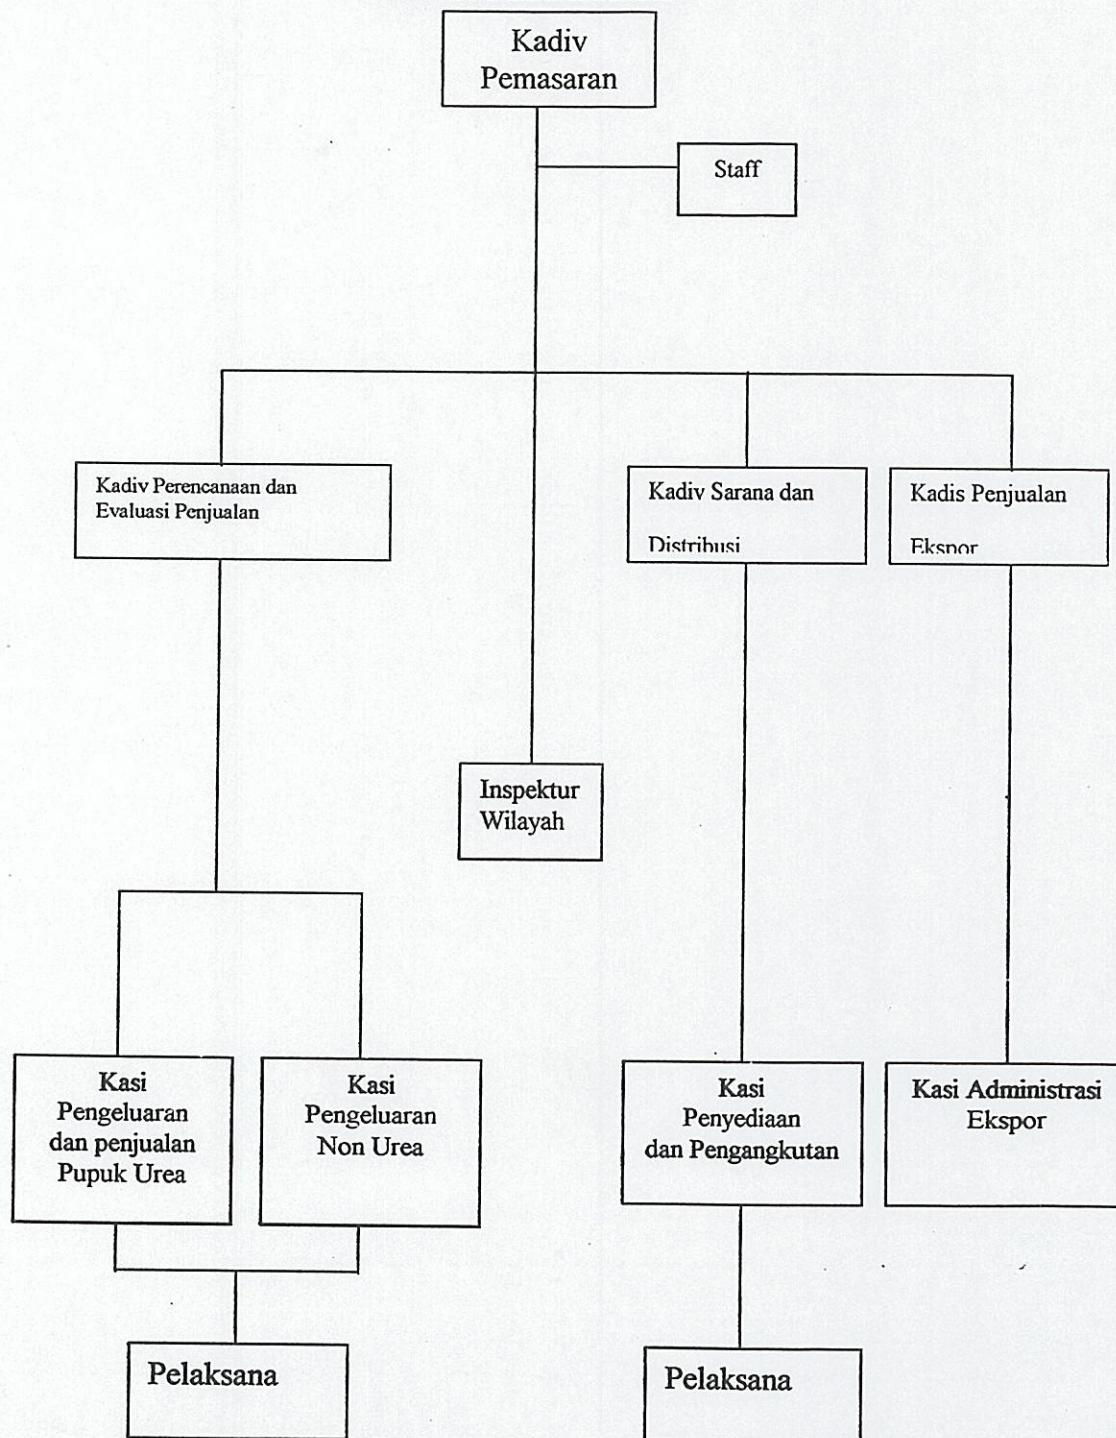 Kadiv
Pemasaran
Staff
Kadiv Perencanaan dan
Evaluasi Penjualan
Kadiv Sarana dan
Distribusi
Kadis Penjualan
Ekspor
Inspektur
Wilayah
Kasi
Pengeluaran
dan penjualan
Pupuk Urea
Kasi
Pengeluaran
Non Urea
Kasi
Penyediaan
dan Pengangkutan
Kasi Administrasi
Ekspor
Pelaksana
Pelaksana